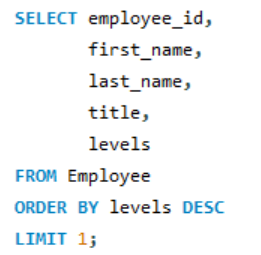 SELECT employee_id,
first_name,
last_name,
title,
levels
FROM Employee
ORDER BY levels DESC
LIMIT 1;